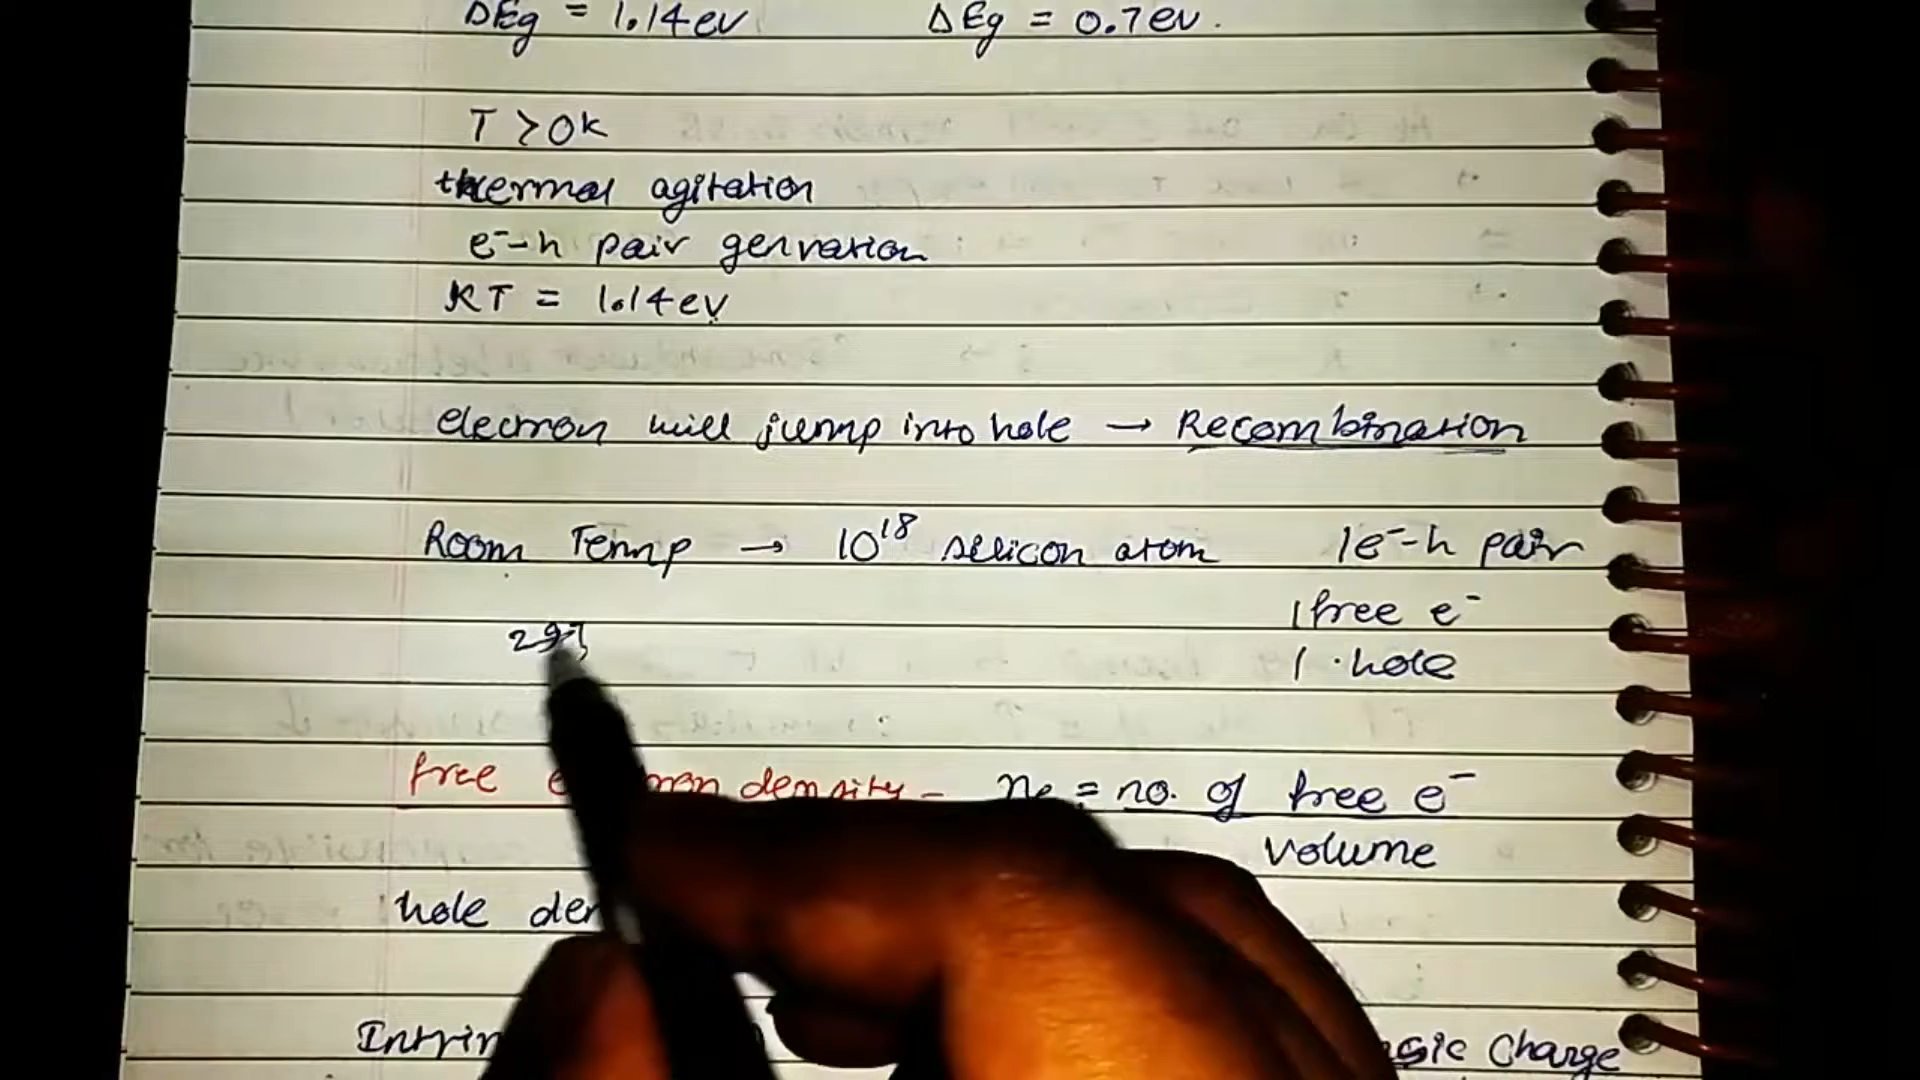 ΔEg = 1.14ev ΔEg = 0.7ev.
T > 0k
thermal agitation
e⁻-h pair genration
KT = 1.14ev
electron will jump into hole → Recombination
Room Temp → 10¹⁸ silicon atom 1e⁻-h pair
1 free e⁻
297
1 hole
free density - ne = no. of free e⁻
volume
hole
Charge